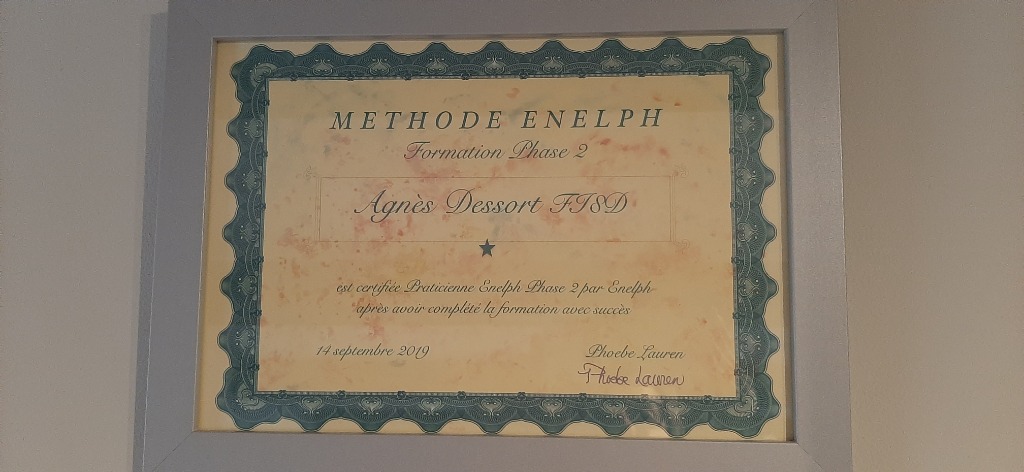 METHODE ENELPH
Formation Phase 2
Agnès Dessort FI8D
est certifiée Praticienne Enelph Phase 2 par Enelph
après avoir complété la formation avec succès
14 septembre 2019
Phoebe Lauren
Phoebe Lauren